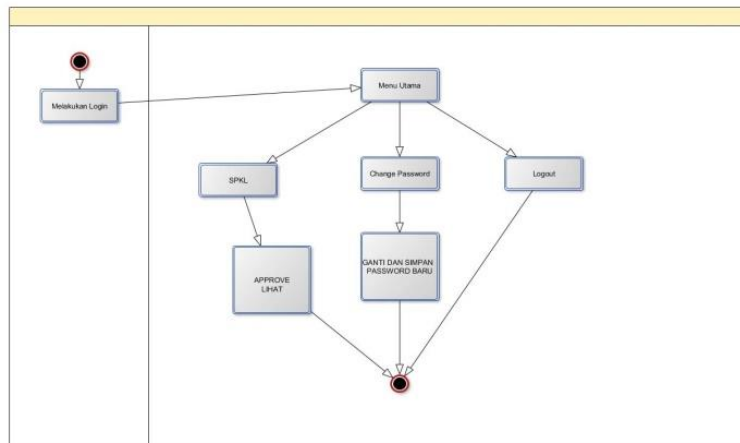 Melakukan Login
Menu Utama
SPKL
Change Password
Logout
APPROVE
LIHAT
GANTI DAN SIMPAN
PASSWORD BARU